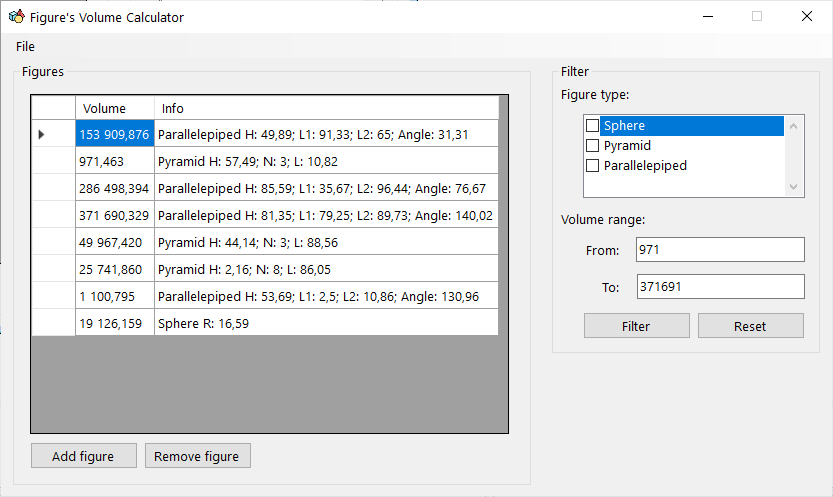 Figure's Volume Calculator
File
Figures
Volume Info
153 909,876 Parallelepiped H: 49,89; L1: 91,33; L2: 65; Angle: 31,31
971,463 Pyramid H: 57,49; N: 3; L: 10,82
286 498,394 Parallelepiped H: 85,59; L1: 35,67; L2: 96,44; Angle: 76,67
371 690,329 Parallelepiped H: 81,35; L1: 79,25; L2: 89,73; Angle: 140,02
49 967,420 Pyramid H: 44,14; N: 3; L: 88,56
25 741,860 Pyramid H: 2,16; N: 8; L: 86,05
1 100,795 Parallelepiped H: 53,69; L1: 2,5; L2: 10,86; Angle: 130,96
19 126,159 Sphere R: 16,59
Add figure Remove figure
Filter
Figure type:
Sphere
Pyramid
Parallelepiped
Volume range:
From: 971
To: 371691
Filter Reset